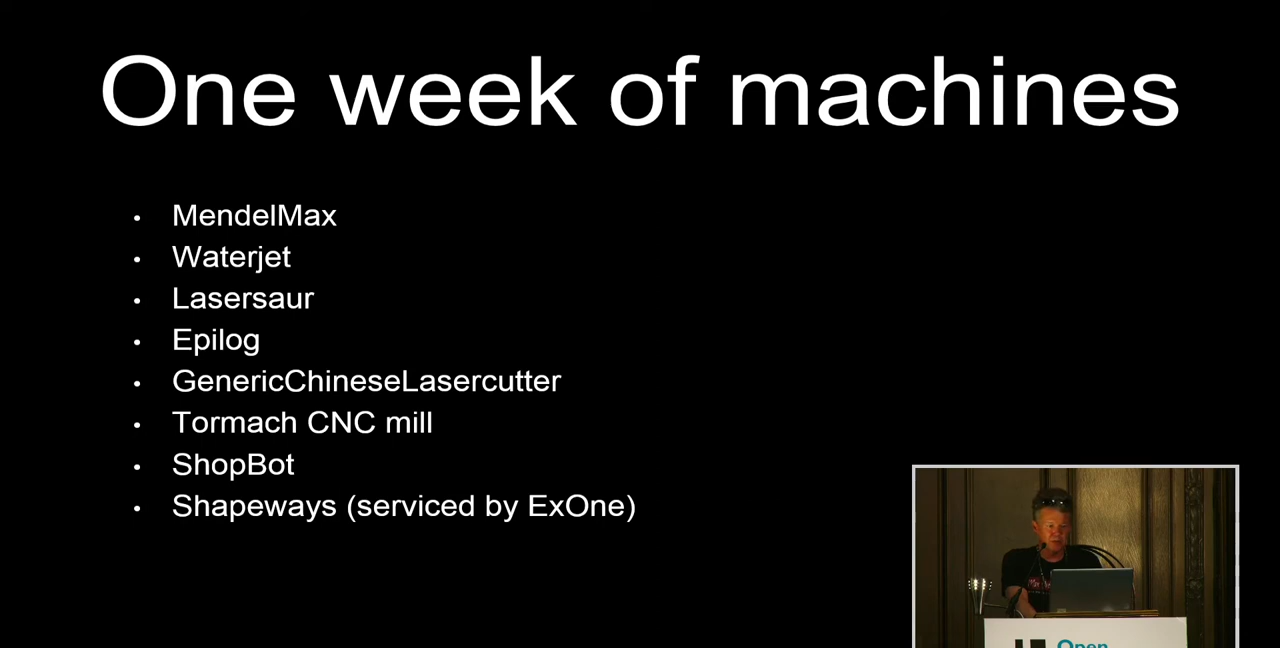 One week of machines
• MendelMax
• Waterjet
• Lasersaur
• Epilog
• GenericChineseLasercutter
• Tormach CNC mill
• ShopBot
• Shapeways (serviced by ExOne)
Open